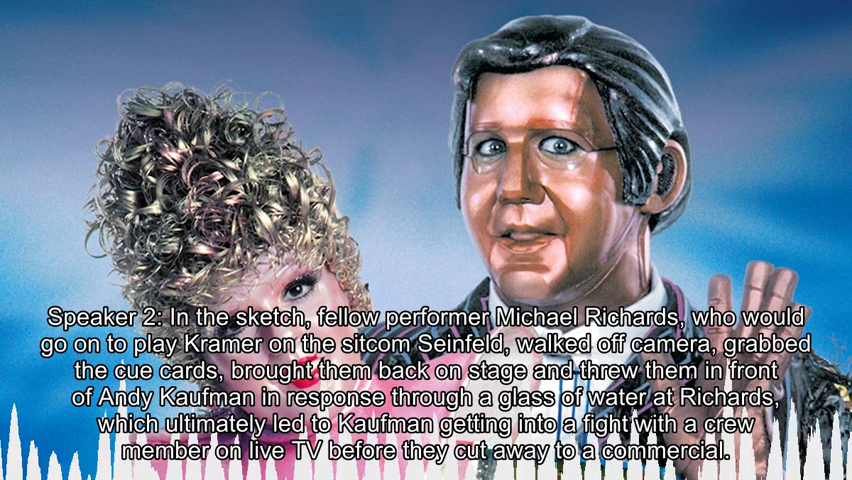 Speaker 2: In the sketch, fellow performer Michael Richards, who would
go on to play Kramer on the sitcom Seinfeld, walked off camera, grabbed
the cue cards, brought them back on stage and threw them in front
of Andy Kaufman in response through a glass of water at Richards,
which ultimately led to Kaufman getting into a fight with a crew
member on live TV before they cut away to a commercial.